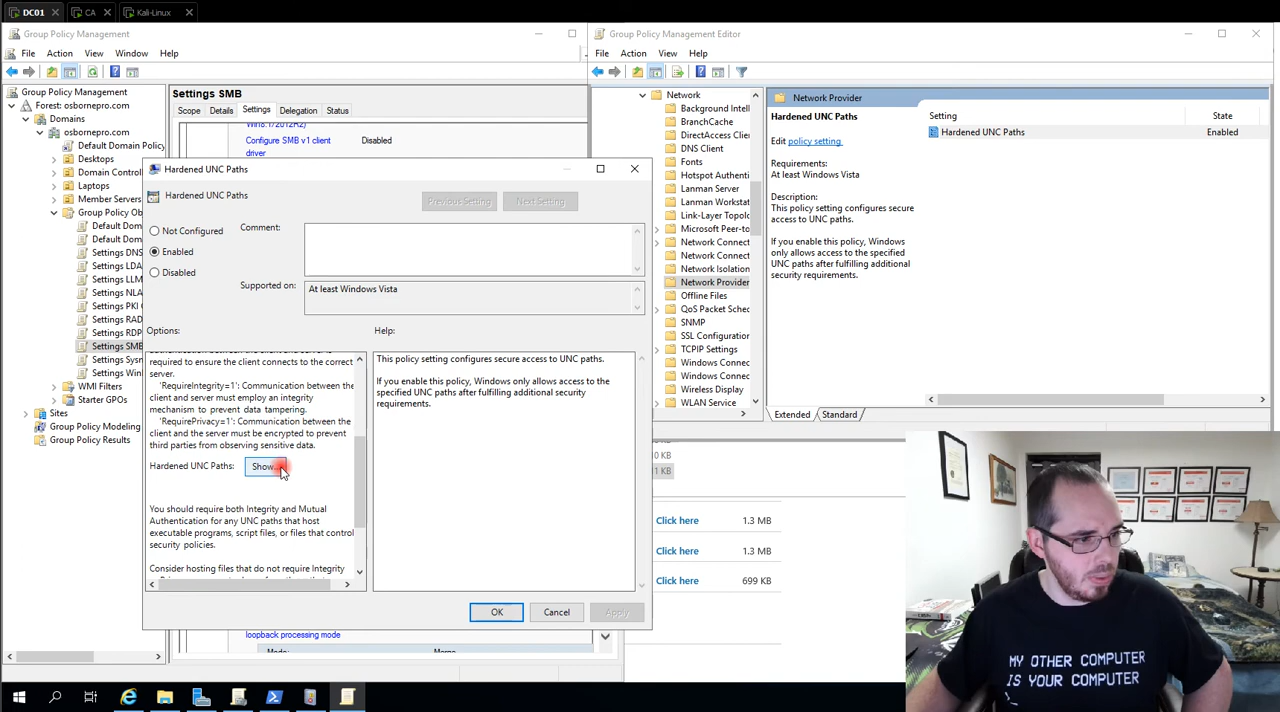 DC01
CA
Kali-Linux
Group Policy Management
File Action View Window Help
Group Policy Management
Forest: osbornepro.com
Domains
osbornepro.com
Default Domain Policy
Desktops
Domain Control
Laptops
Member Servers
Group Policy Ob
Default Dom
Default Dom
Settings DNS
Settings LDA
Settings LLM
Settings NLA
Settings PKI
Settings RAD
Settings RDP
Settings SMB
Settings Sysn
Settings Win
WMI Filters
Starter GPOs
Sites
Group Policy Modeling
Group Policy Results
Settings SMB
Scope Details Settings Delegation Status
Win8.1/2012R2)
Configure SMB v1 client Disabled
driver
Hardened UNC Paths
Hardened UNC Paths
Previous Setting Next Setting
Not Configured
Enabled
Disabled
Comment:
Supported on:
At least Windows Vista
Options:
Help:
required to ensure the client connects to the correct
server.
'RequireIntegrity=1': Communication between the
client and server must employ an integrity
mechanism to prevent data tampering.
'RequirePrivacy=1': Communication between the
client and the server must be encrypted to prevent
third parties from observing sensitive data.
Hardened UNC Paths: Show...
You should require both Integrity and Mutual
Authentication for any UNC paths that host
executable programs, script files, or files that control
security policies.
Consider hosting files that do not require Integrity
This policy setting configures secure access to UNC paths.
If you enable this policy, Windows only allows access to the
specified UNC paths after fulfilling additional security
requirements.
OK Cancel Apply
loopback processing mode
Mode: Merge
Group Policy Management Editor
File Action View Help
Network
Background Intell
BranchCache
DirectAccess Clie
DNS Client
Fonts
Hotspot Authenti
Lanman Server
Lanman Workstat
Link-Layer Topolo
Microsoft Peer-to
Network Connect
Network Connect
Network Isolation
Network Provider
Offline Files
QoS Packet Sched
SNMP
SSL Configuration
TCPIP Settings
Windows Connec
Windows Connec
Wireless Display
WLAN Service
Network Provider
Hardened UNC Paths
Edit policy setting
Requirements:
At least Windows Vista
Description:
This policy setting configures secure
access to UNC paths.
If you enable this policy, Windows
only allows access to the specified
UNC paths after fulfilling additional
security requirements.
Setting State
Hardened UNC Paths Enabled
Extended Standard
0 KB
1 KB
Click here 1.3 MB
Click here 1.3 MB
Click here 699 KB
MY OTHER COMPUTER
IS YOUR COMPUTER